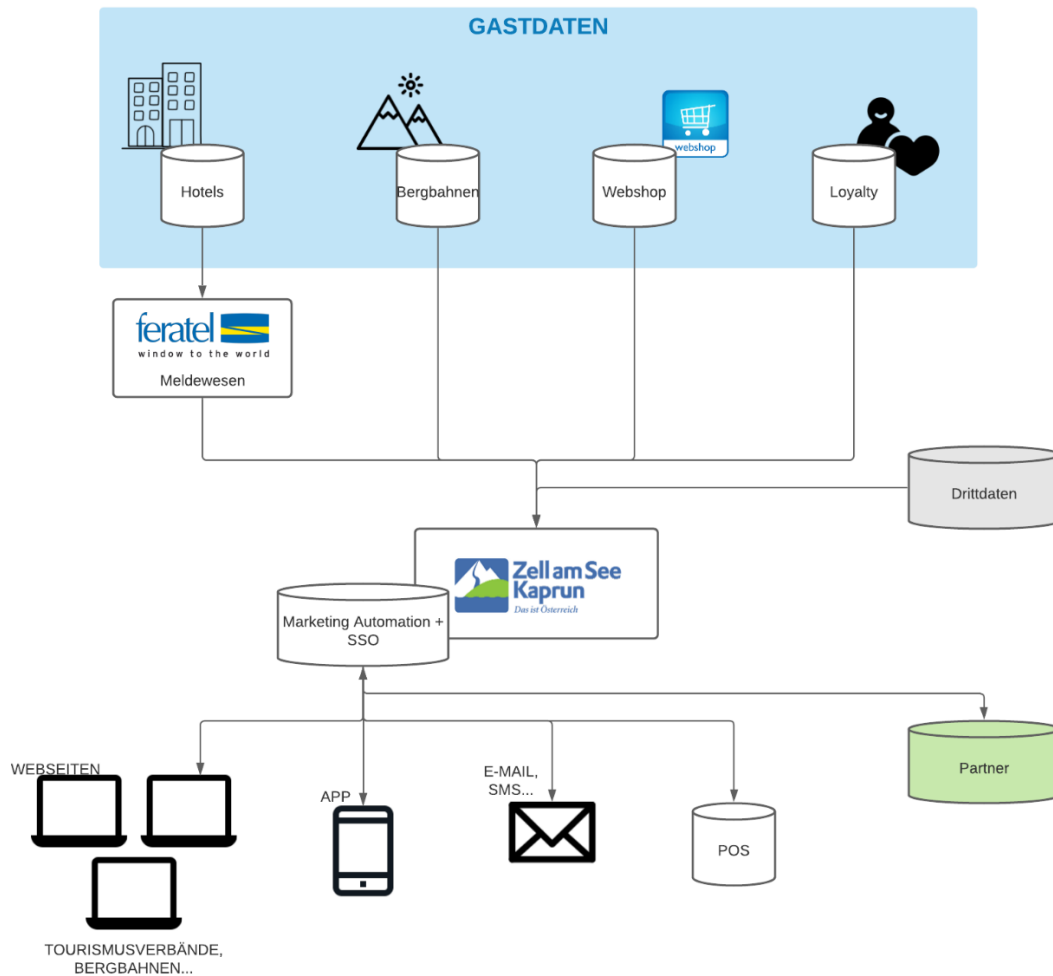 GASTDATEN
webshop
Hotels
Bergbahnen
Webshop
Loyalty
feratel
window to the world
Meldewesen
Drittdaten
Zell am See
Kaprun
Das ist Österreich
Marketing Automation +
SSO
WEBSEITEN
APP
E-MAIL,
SMS...
POS
Partner
TOURISMUSVERBÄNDE,
BERGBAHNEN...